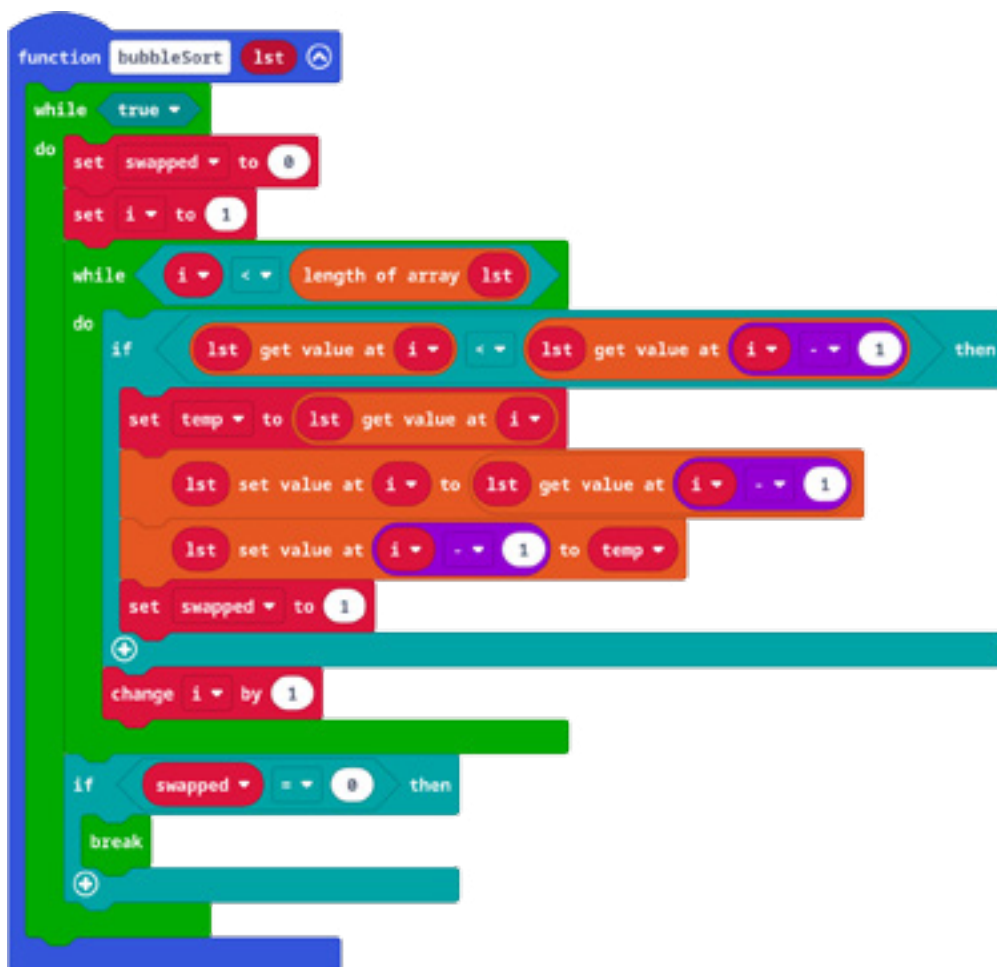 function bubbleSort lst
while true
do
set swapped to 0
set i to 1
while i < length of array lst
do
if lst get value at i < lst get value at i - 1 then
set temp to lst get value at i
lst set value at i to lst get value at i - 1
lst set value at i - 1 to temp
set swapped to 1
change i by 1
if swapped = 0 then
break